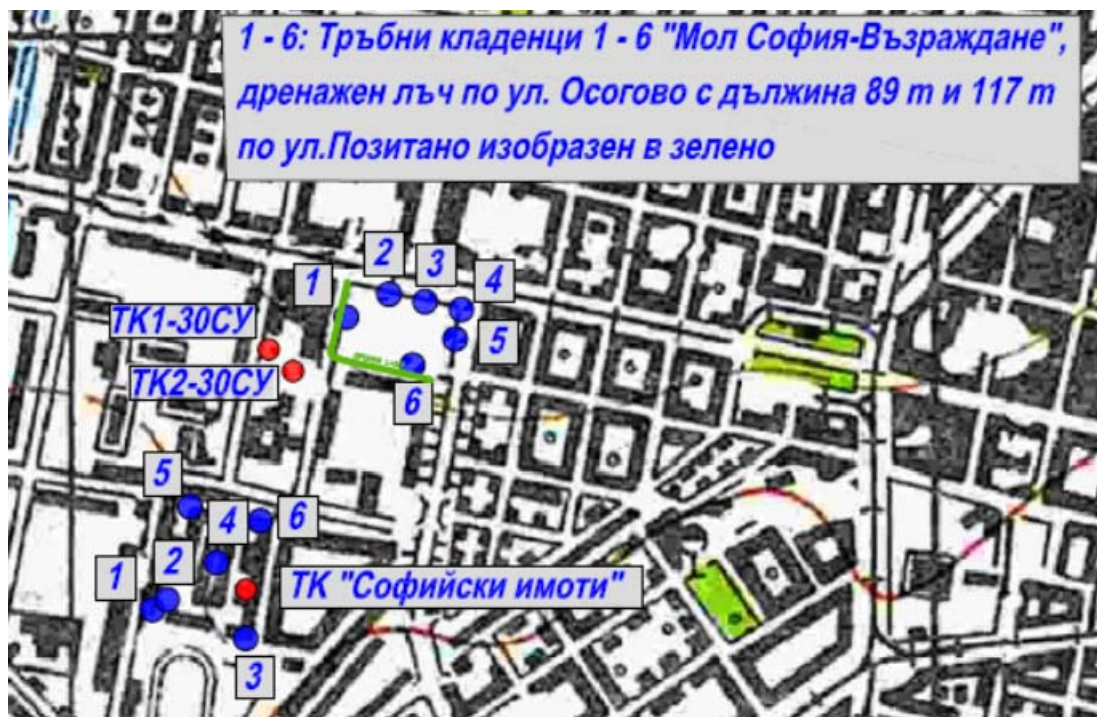 1 - 6: Тръбни кладенци 1 - 6 "Мол София-Възраждане",
дренажен лъч по ул. Осогово с дължина 89 m и 117 m
по ул.Позитано изобразен в зелено
1
2
3
4
5
6
ТК1-30СУ
ТК2-30СУ
5
4
6
1
2
ТК "Софийски имоти"
3